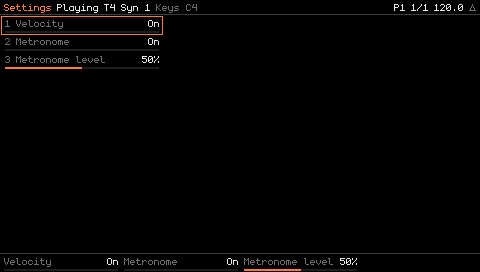 Settings Playing T4 Syn 1 Keys C4 P1 1/1 120.0 Δ
1 Velocity On
2 Metronome On
3 Metronome level 50%
Velocity On Metronome On Metronome level 50%